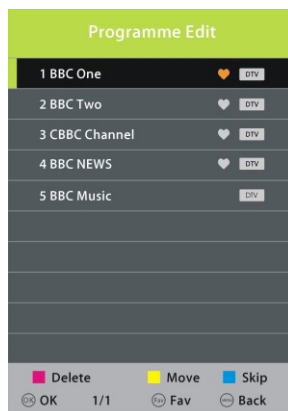 Programme Edit
1 BBC One DTV
2 BBC Two DTV
3 CBBC Channel DTV
4 BBC NEWS DTV
5 BBC Music DTV
Delete Move Skip
OK OK 1/1 Fav Fav Menu Back